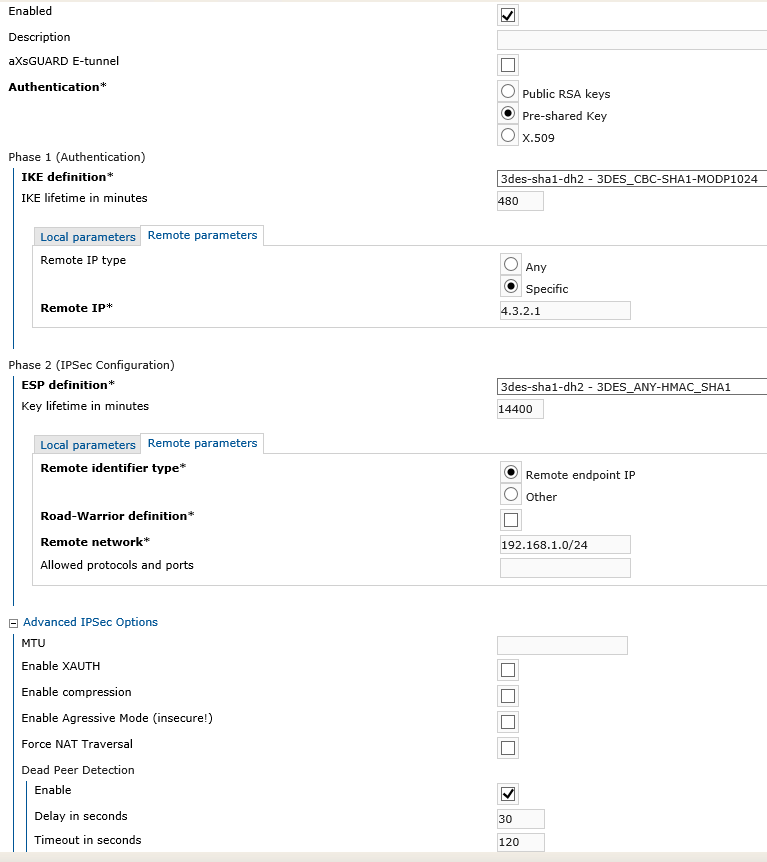 Enabled
Description
aXsGUARD E-tunnel
Authentication*
Public RSA keys
Pre-shared Key
X.509
Phase 1 (Authentication)
IKE definition*
3des-sha1-dh2 - 3DES_CBC-SHA1-MODP1024
IKE lifetime in minutes
480
Local parameters
Remote parameters
Remote IP type
Any
Specific
Remote IP*
4.3.2.1
Phase 2 (IPSec Configuration)
ESP definition*
3des-sha1-dh2 - 3DES_ANY-HMAC_SHA1
Key lifetime in minutes
14400
Local parameters
Remote parameters
Remote identifier type*
Remote endpoint IP
Other
Road-Warrior definition*
Remote network*
192.168.1.0/24
Allowed protocols and ports
Advanced IPSec Options
MTU
Enable XAUTH
Enable compression
Enable Agressive Mode (insecure!)
Force NAT Traversal
Dead Peer Detection
Enable
Delay in seconds
30
Timeout in seconds
120